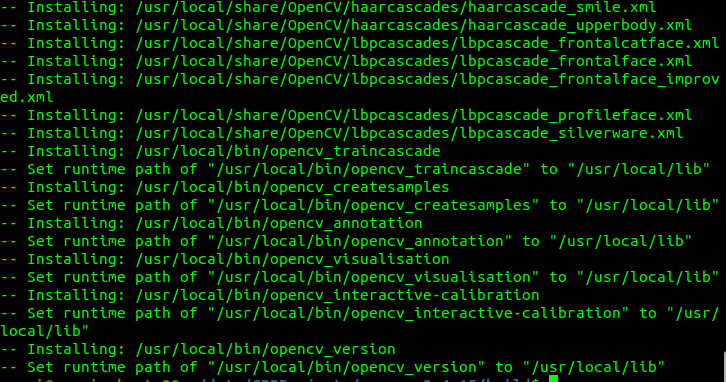 -- Installing: /usr/local/share/OpenCV/haarcascades/haarcascade_smile.xml
-- Installing: /usr/local/share/OpenCV/haarcascades/haarcascade_upperbody.xml
-- Installing: /usr/local/share/OpenCV/lbpcascades/lbpcascade_frontalcatface.xml
-- Installing: /usr/local/share/OpenCV/lbpcascades/lbpcascade_frontalface.xml
-- Installing: /usr/local/share/OpenCV/lbpcascades/lbpcascade_frontalface_improv
ed.xml
-- Installing: /usr/local/share/OpenCV/lbpcascades/lbpcascade_profileface.xml
-- Installing: /usr/local/share/OpenCV/lbpcascades/lbpcascade_silverware.xml
-- Installing: /usr/local/bin/opencv_traincascade
-- Set runtime path of "/usr/local/bin/opencv_traincascade" to "/usr/local/lib"
-- Installing: /usr/local/bin/opencv_createsamples
-- Set runtime path of "/usr/local/bin/opencv_createsamples" to "/usr/local/lib"
-- Installing: /usr/local/bin/opencv_annotation
-- Set runtime path of "/usr/local/bin/opencv_annotation" to "/usr/local/lib"
-- Installing: /usr/local/bin/opencv_visualisation
-- Set runtime path of "/usr/local/bin/opencv_visualisation" to "/usr/local/lib"
-- Installing: /usr/local/bin/opencv_interactive-calibration
-- Set runtime path of "/usr/local/bin/opencv_interactive-calibration" to "/usr/
local/lib"
-- Installing: /usr/local/bin/opencv_version
-- Set runtime path of "/usr/local/bin/opencv_version" to "/usr/local/lib"